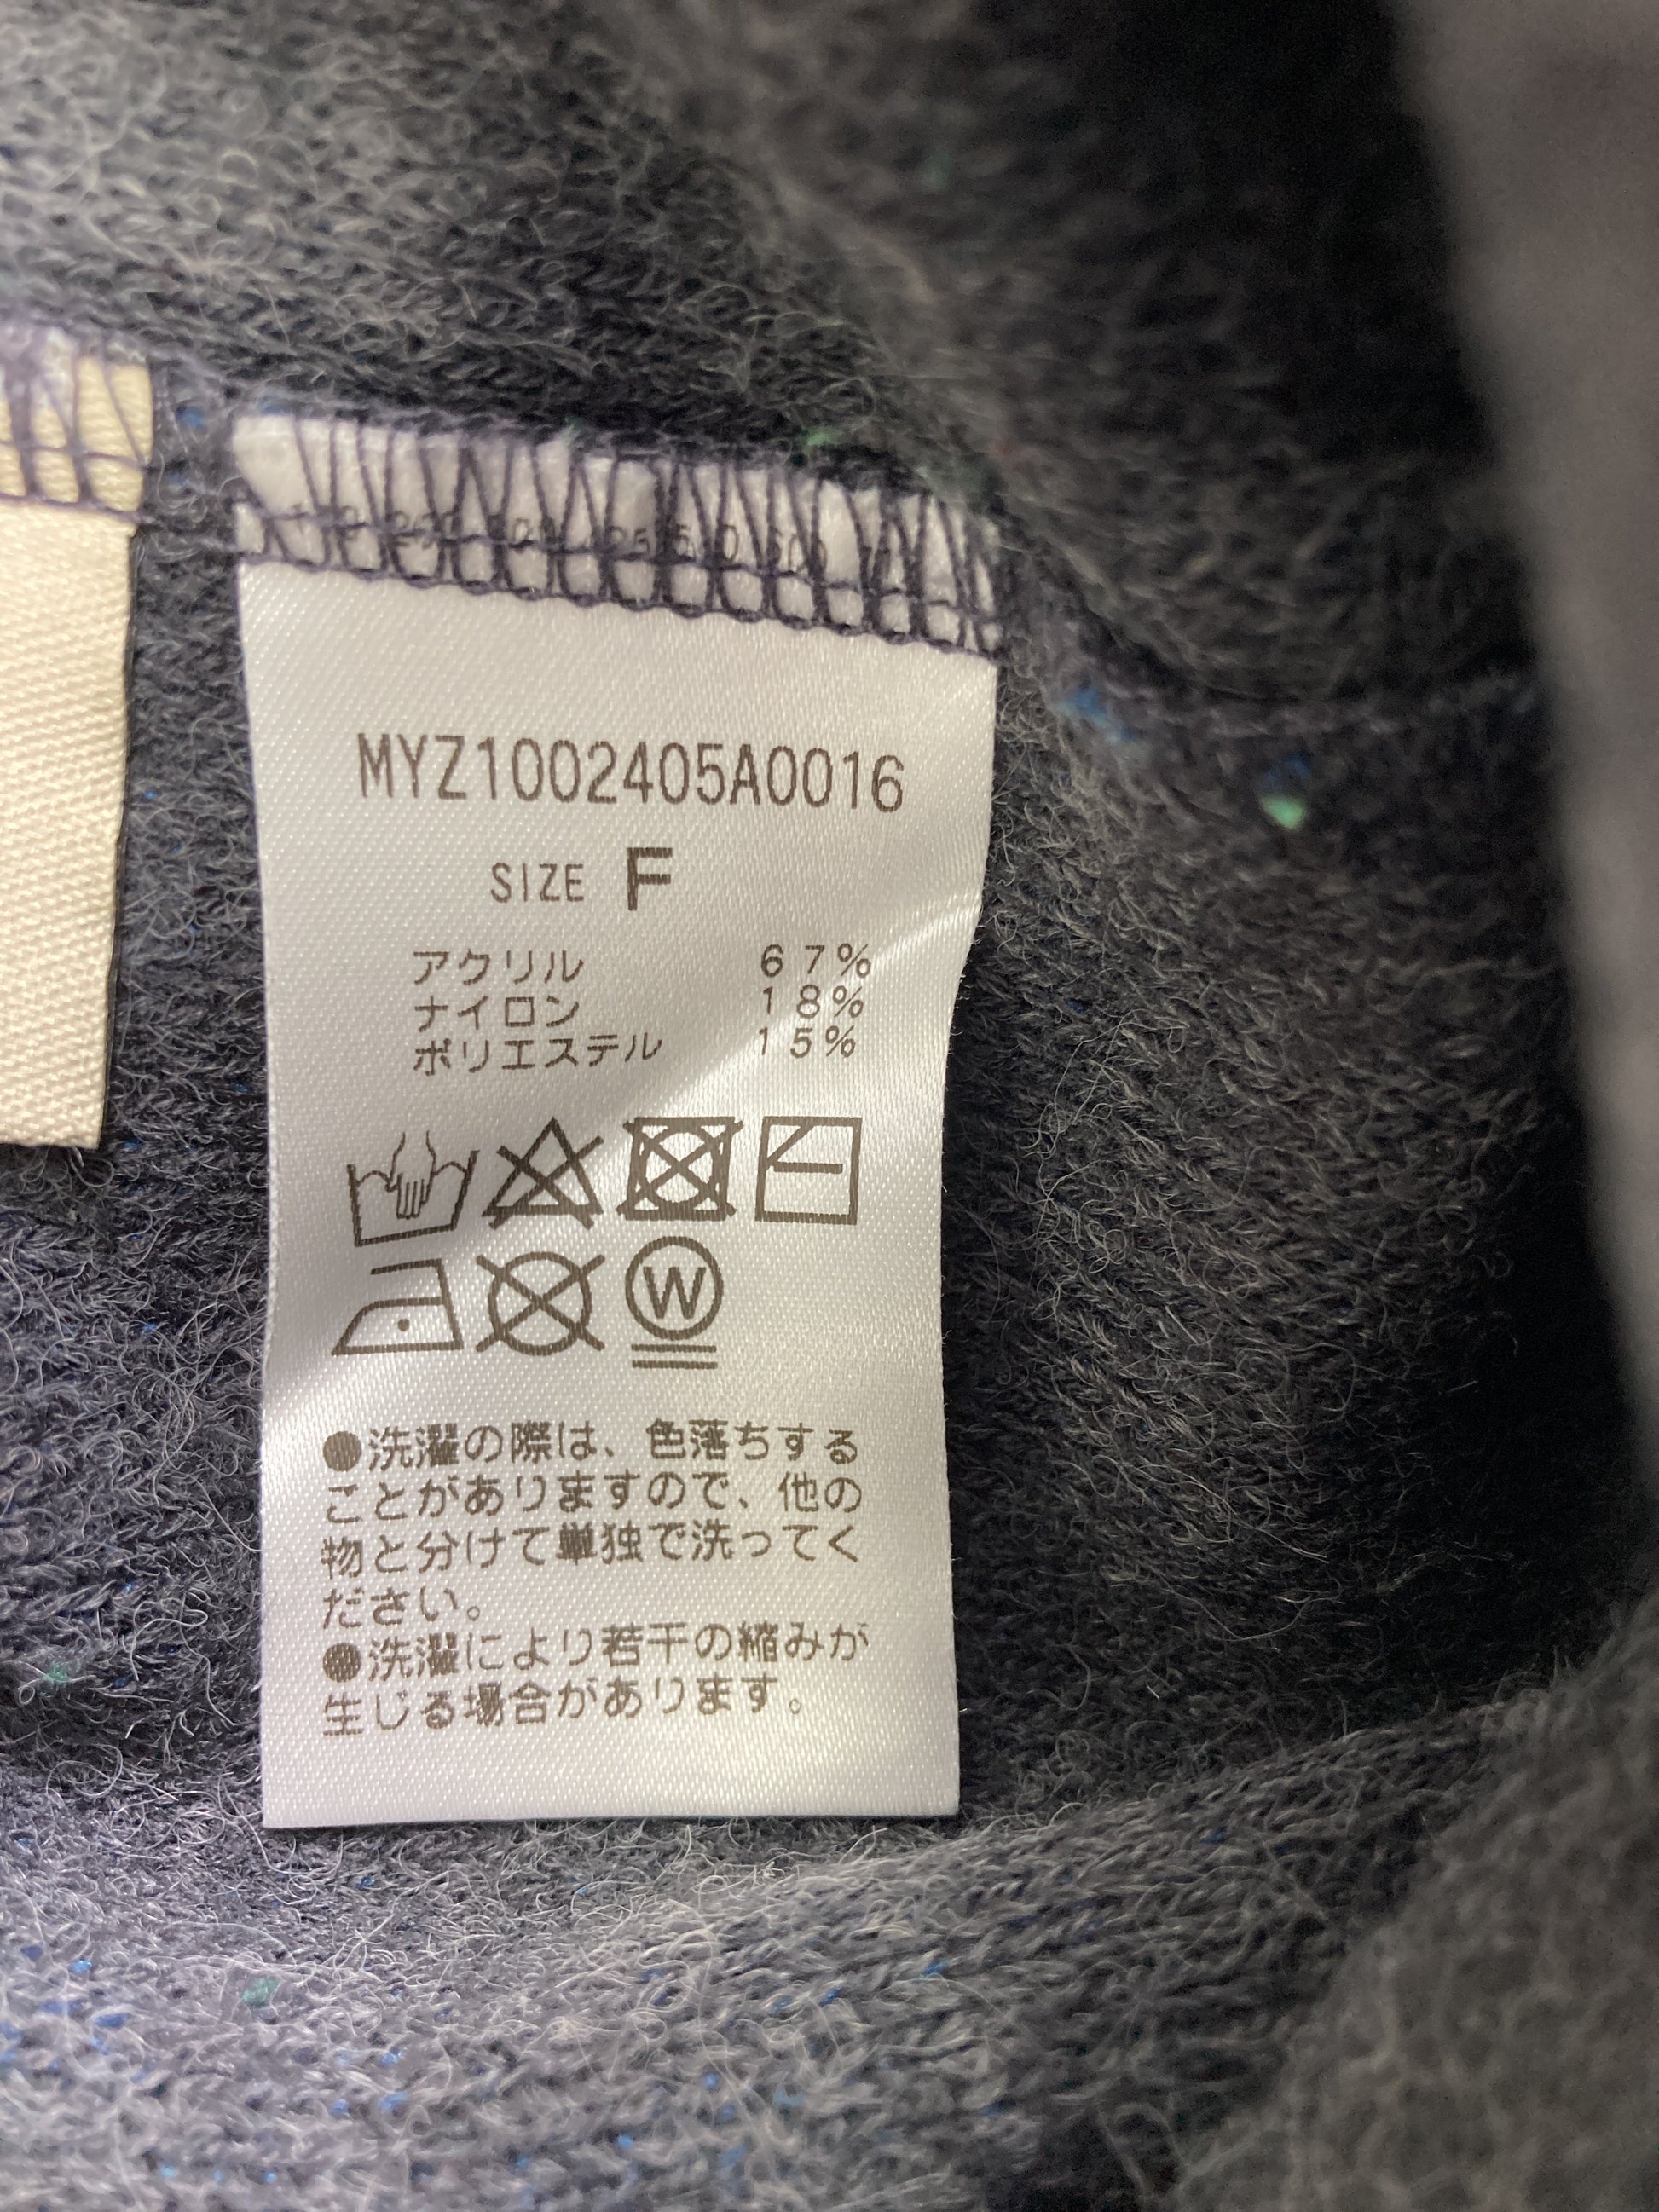 MYZ1002405A0016
SIZE F
アクリル 67%
ナイロン 18%
ポリエステル 15%
W
●洗濯の際は、色落ちする
ことがありますので、他の
物と分けて単独で洗ってく
ださい。
●洗濯により若干の縮みが
生じる場合があります。